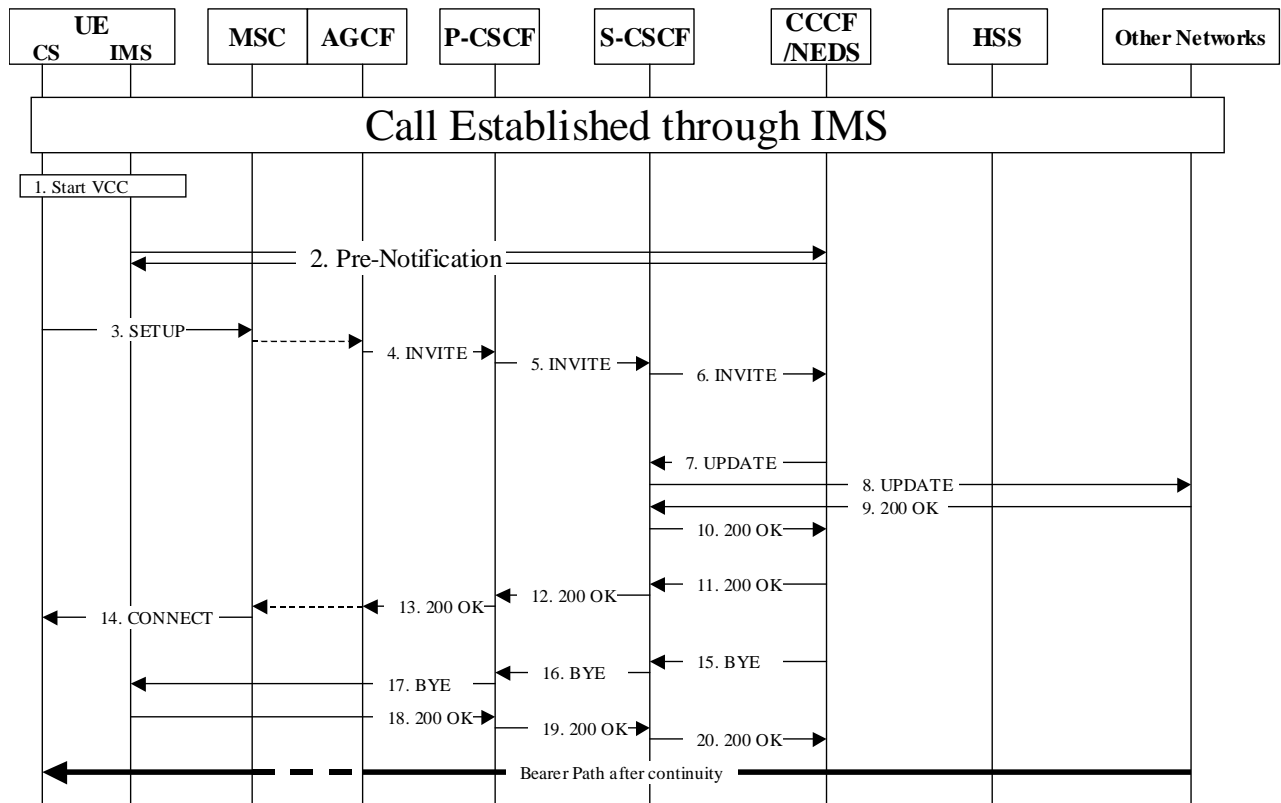 UE
CS IMS
MSC
AGCF
P-CSCF
S-CSCF
CCCF
/NEDS
HSS
Other Networks
Call Established through IMS
1. Start VCC
2. Pre-Notification
3. SETUP
4. INVITE
5. INVITE
6. INVITE
7. UPDATE
8. UPDATE
9. 200 OK
10. 200 OK
11. 200 OK
12. 200 OK
13. 200 OK
14. CONNECT
15. BYE
16. BYE
17. BYE
18. 200 OK
19. 200 OK
20. 200 OK
Bearer Path after continuity